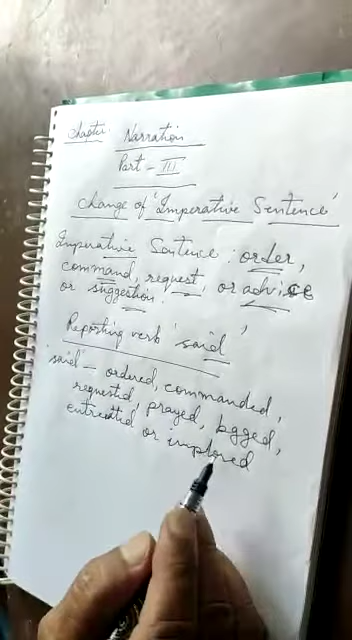 Chapter: Narration
Part - III
Change of 'Imperative Sentence'
Imperative Sentence : order,
command, request, or advice
or suggestion.
Reporting verb 'said'
'said' - ordered, commanded,
requested, prayed, begged,
entreated or implored